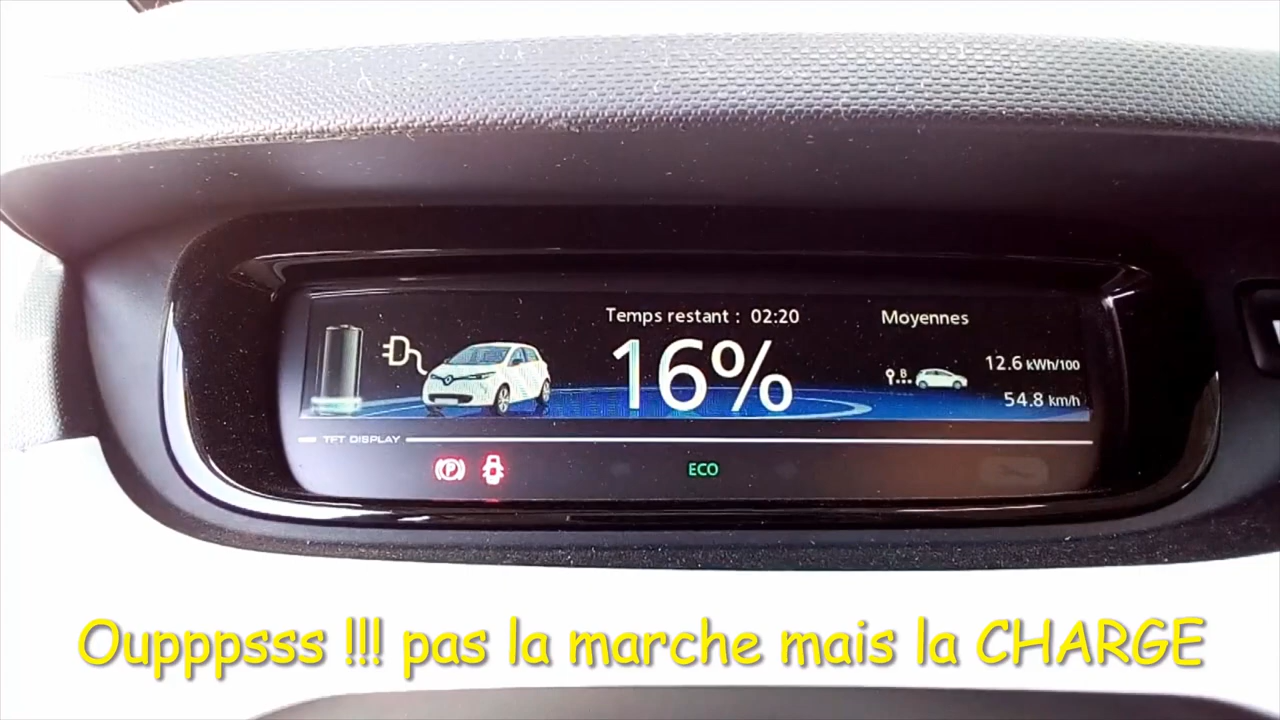 Temps restant : 02:20
16%
Moyennes
B
12.6 kWh/100
54.8 km/h
TFT DISPLAY
P
ECO
Oupppsss !!! pas la marche mais la CHARGE